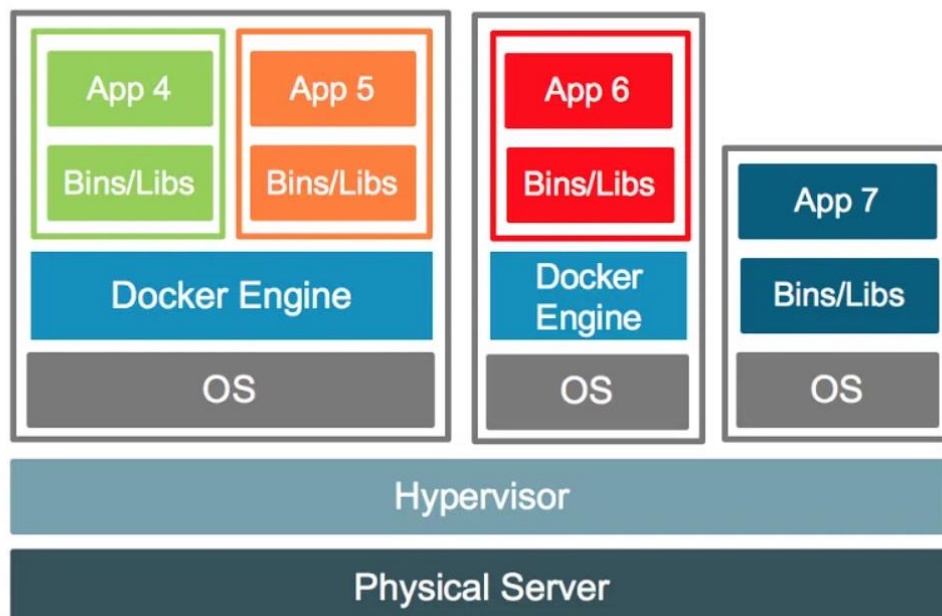 App 4
Bins/Libs
App 5
Bins/Libs
Docker Engine
OS
App 6
Bins/Libs
Docker
Engine
OS
App 7
Bins/Libs
OS
Hypervisor
Physical Server